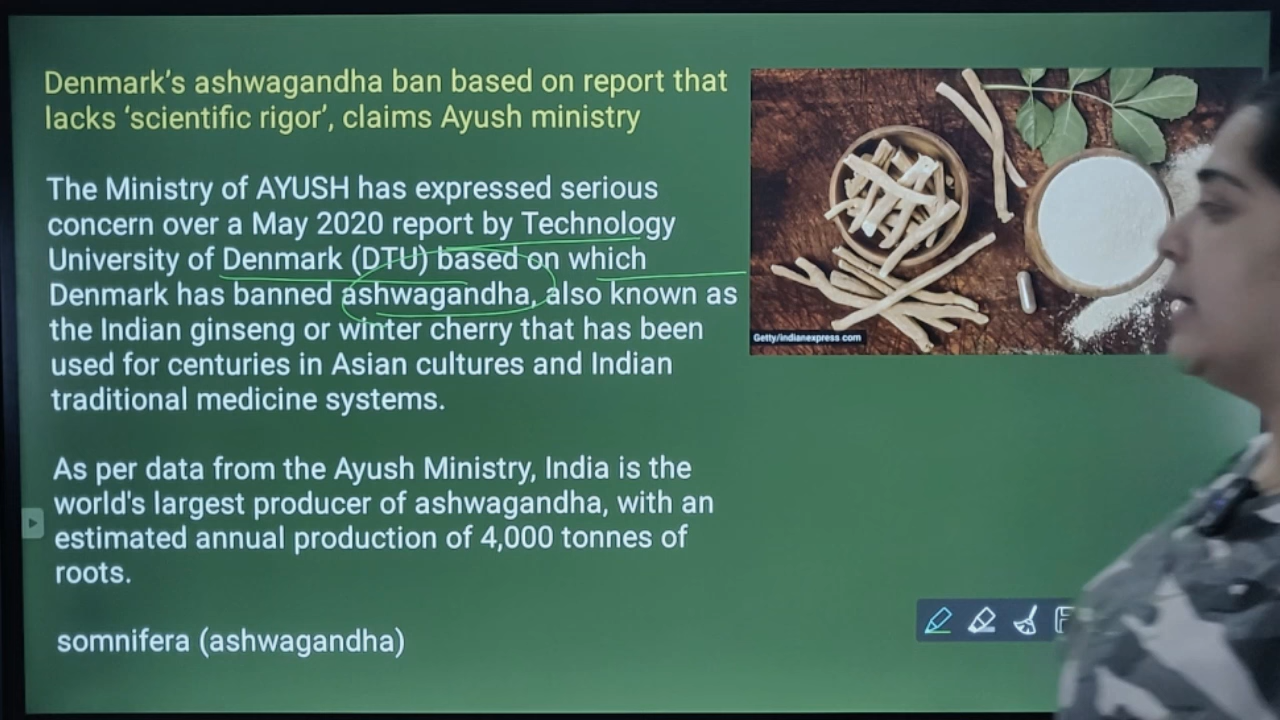 Denmark's ashwagandha ban based on report that
lacks 'scientific rigor', claims Ayush ministry
The Ministry of AYUSH has expressed serious
concern over a May 2020 report by Technology
University of Denmark (DTU) based on which
Denmark has banned ashwagandha, also known as
the Indian ginseng or winter cherry that has been
used for centuries in Asian cultures and Indian
traditional medicine systems.
As per data from the Ayush Ministry, India is the
world's largest producer of ashwagandha, with an
estimated annual production of 4,000 tonnes of
roots.
somnifera (ashwagandha)
Getty/indianexpress.com